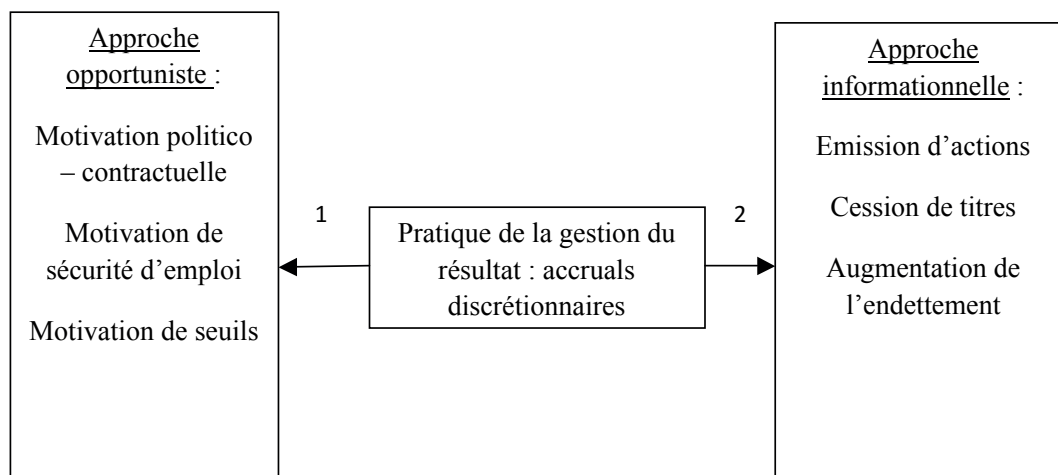 Approche
opportuniste :
Motivation politico
– contractuelle
Motivation de
sécurité d’emploi
Motivation de seuils
1
Pratique de la gestion du
résultat : accruals
discrétionnaires
2
Approche
informationnelle :
Emission d’actions
Cession de titres
Augmentation de
l’endettement